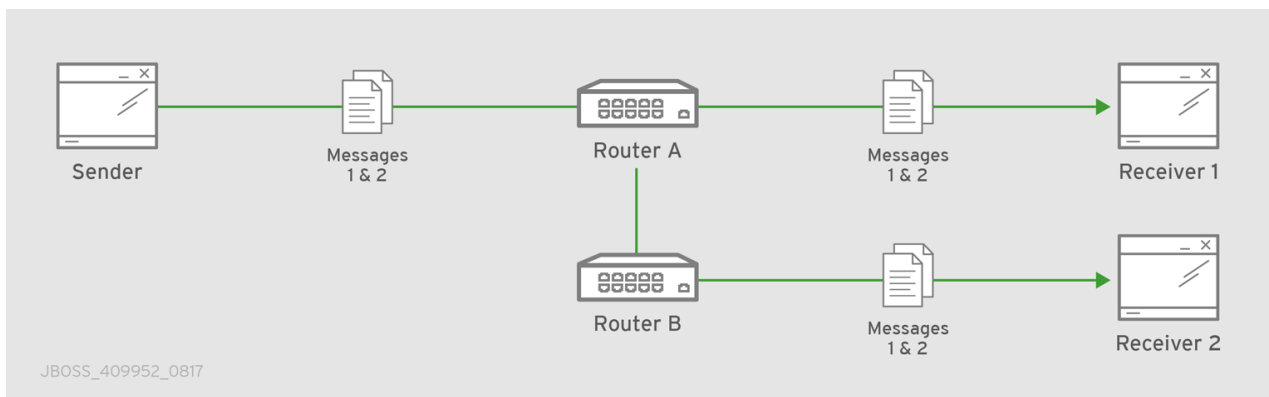 Sender
Messages
1 & 2
Router A
Messages
1 & 2
Receiver 1
Router B
Messages
1 & 2
Receiver 2
JBOSS_409952_0817